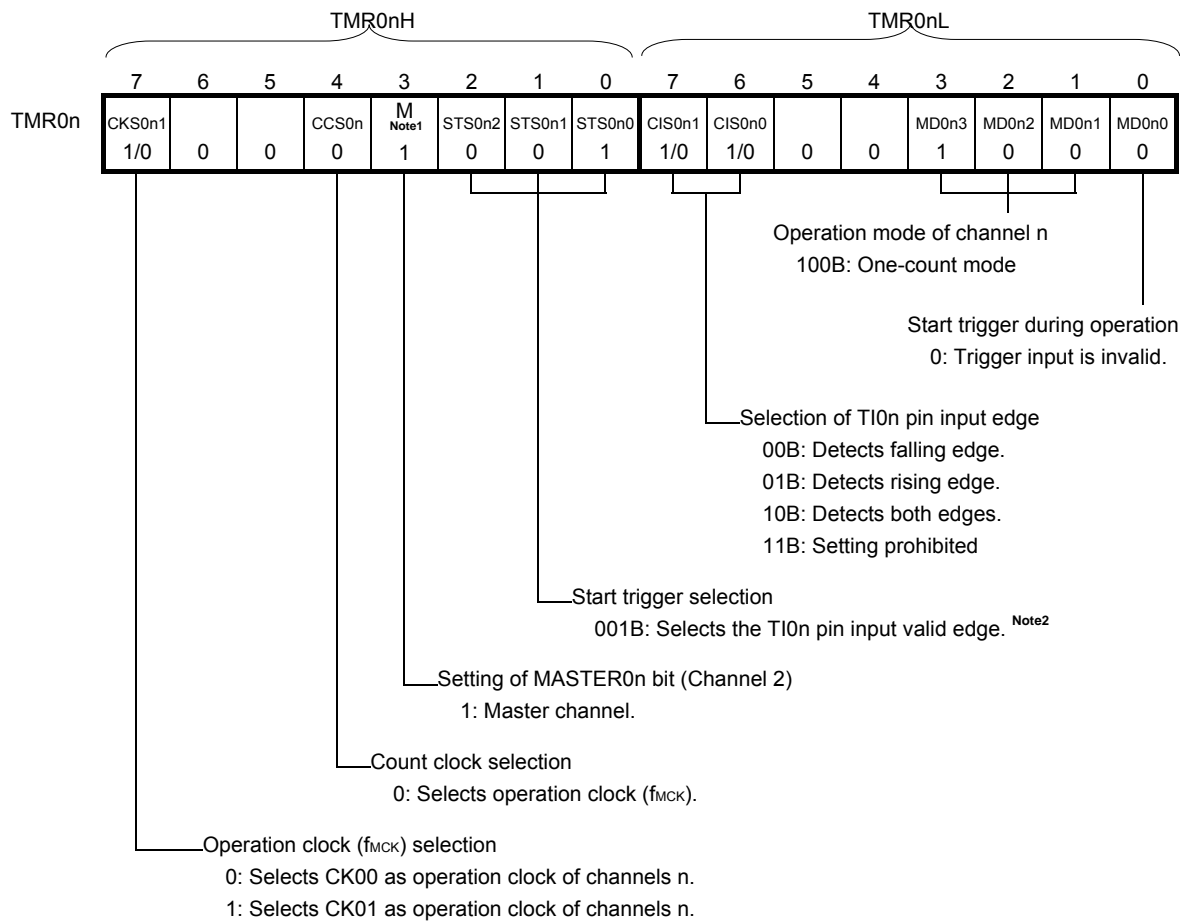 TMR0nH TMR0nL
7 6 5 4 3 2 1 0 7 6 5 4 3 2 1 0
TMR0n CKS0n1 CCS0n M Note1 STS0n2 STS0n1 STS0n0 CIS0n1 CIS0n0 MD0n3 MD0n2 MD0n1 MD0n0
1/0 0 0 0 1 0 0 1 1/0 1/0 0 0 1 0 0 0
Operation mode of channel n
100B: One-count mode
Start trigger during operation
0: Trigger input is invalid.
Selection of TI0n pin input edge
00B: Detects falling edge.
01B: Detects rising edge.
10B: Detects both edges.
11B: Setting prohibited
Start trigger selection
001B: Selects the TI0n pin input valid edge. Note2
Setting of MASTER0n bit (Channel 2)
1: Master channel.
Count clock selection
0: Selects operation clock (fMCK).
Operation clock (fMCK) selection
0: Selects CK00 as operation clock of channels n.
1: Selects CK01 as operation clock of channels n.